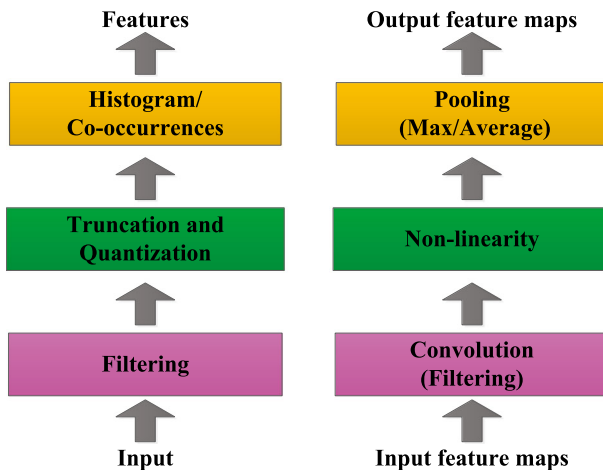 Features
Histogram/
Co-occurrences
Truncation and
Quantization
Filtering
Input
Output feature maps
Pooling
(Max/Average)
Non-linearity
Convolution
(Filtering)
Input feature maps